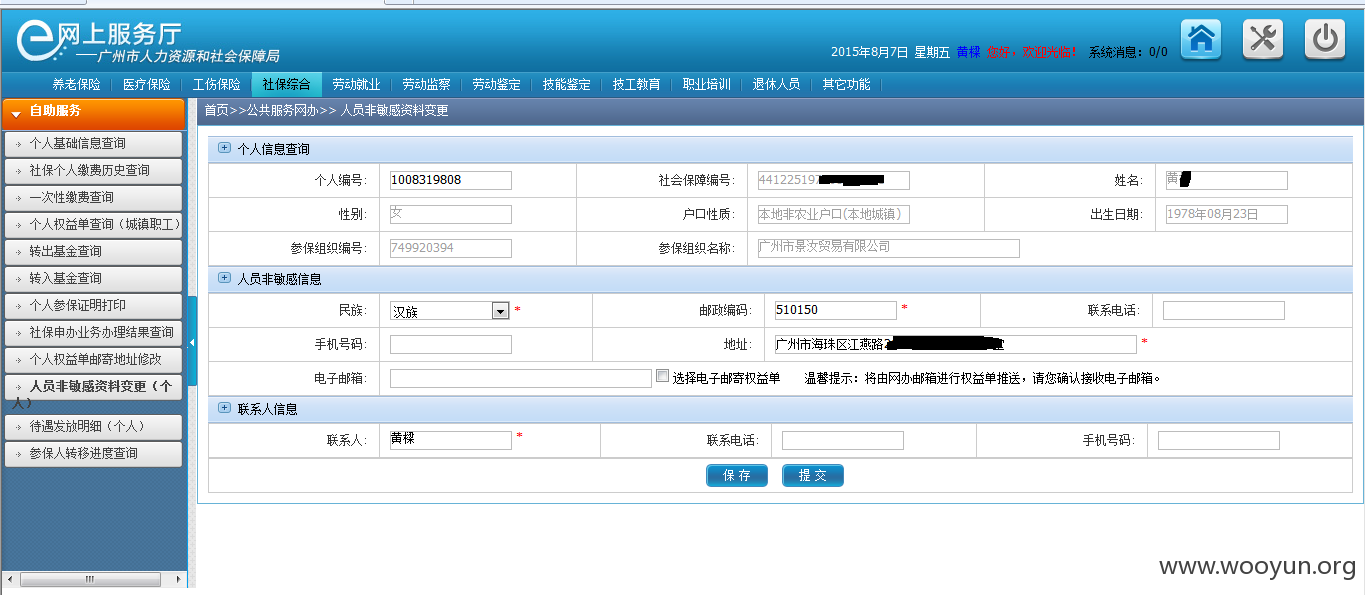 e网上服务厅
——广州市人力资源和社会保障局
2015年8月7日 星期五 黄樑 您好，欢迎光临！ 系统消息：0/0
养老保险 医疗保险 工伤保险 社保综合 劳动就业 劳动监察 劳动鉴定 技能鉴定 技工教育 职业培训 退休人员 其它功能
自助服务
个人基础信息查询
社保个人缴费历史查询
一次性缴费查询
个人权益单查询（城镇职工）
转出基金查询
转入基金查询
个人参保证明打印
社保申办业务办理结果查询
个人权益单邮寄地址修改
人员非敏感资料变更（个
人）
待遇发放明细（个人）
参保人转移进度查询
首页>>公共服务网办>> 人员非敏感资料变更
个人信息查询
个人编号: 1008319808 社会保障编号: 44122519 姓名: 黄
性别: 女 户口性质: 本地非农业户口(本地城镇) 出生日期: 1978年08月23日
参保组织编号: 749920394 参保组织名称: 广州市景汝贸易有限公司
人员非敏感信息
民族: 汉族 * 邮政编码: 510150 * 联系电话:
手机号码: 地址: 广州市海珠区江燕路2 *
电子邮箱: 选择电子邮寄权益单 温馨提示：将由网办邮箱进行权益单推送，请您确认接收电子邮箱。
联系人信息
联系人: 黄樑 * 联系电话: 手机号码:
保 存 提 交
www.wooyun.org